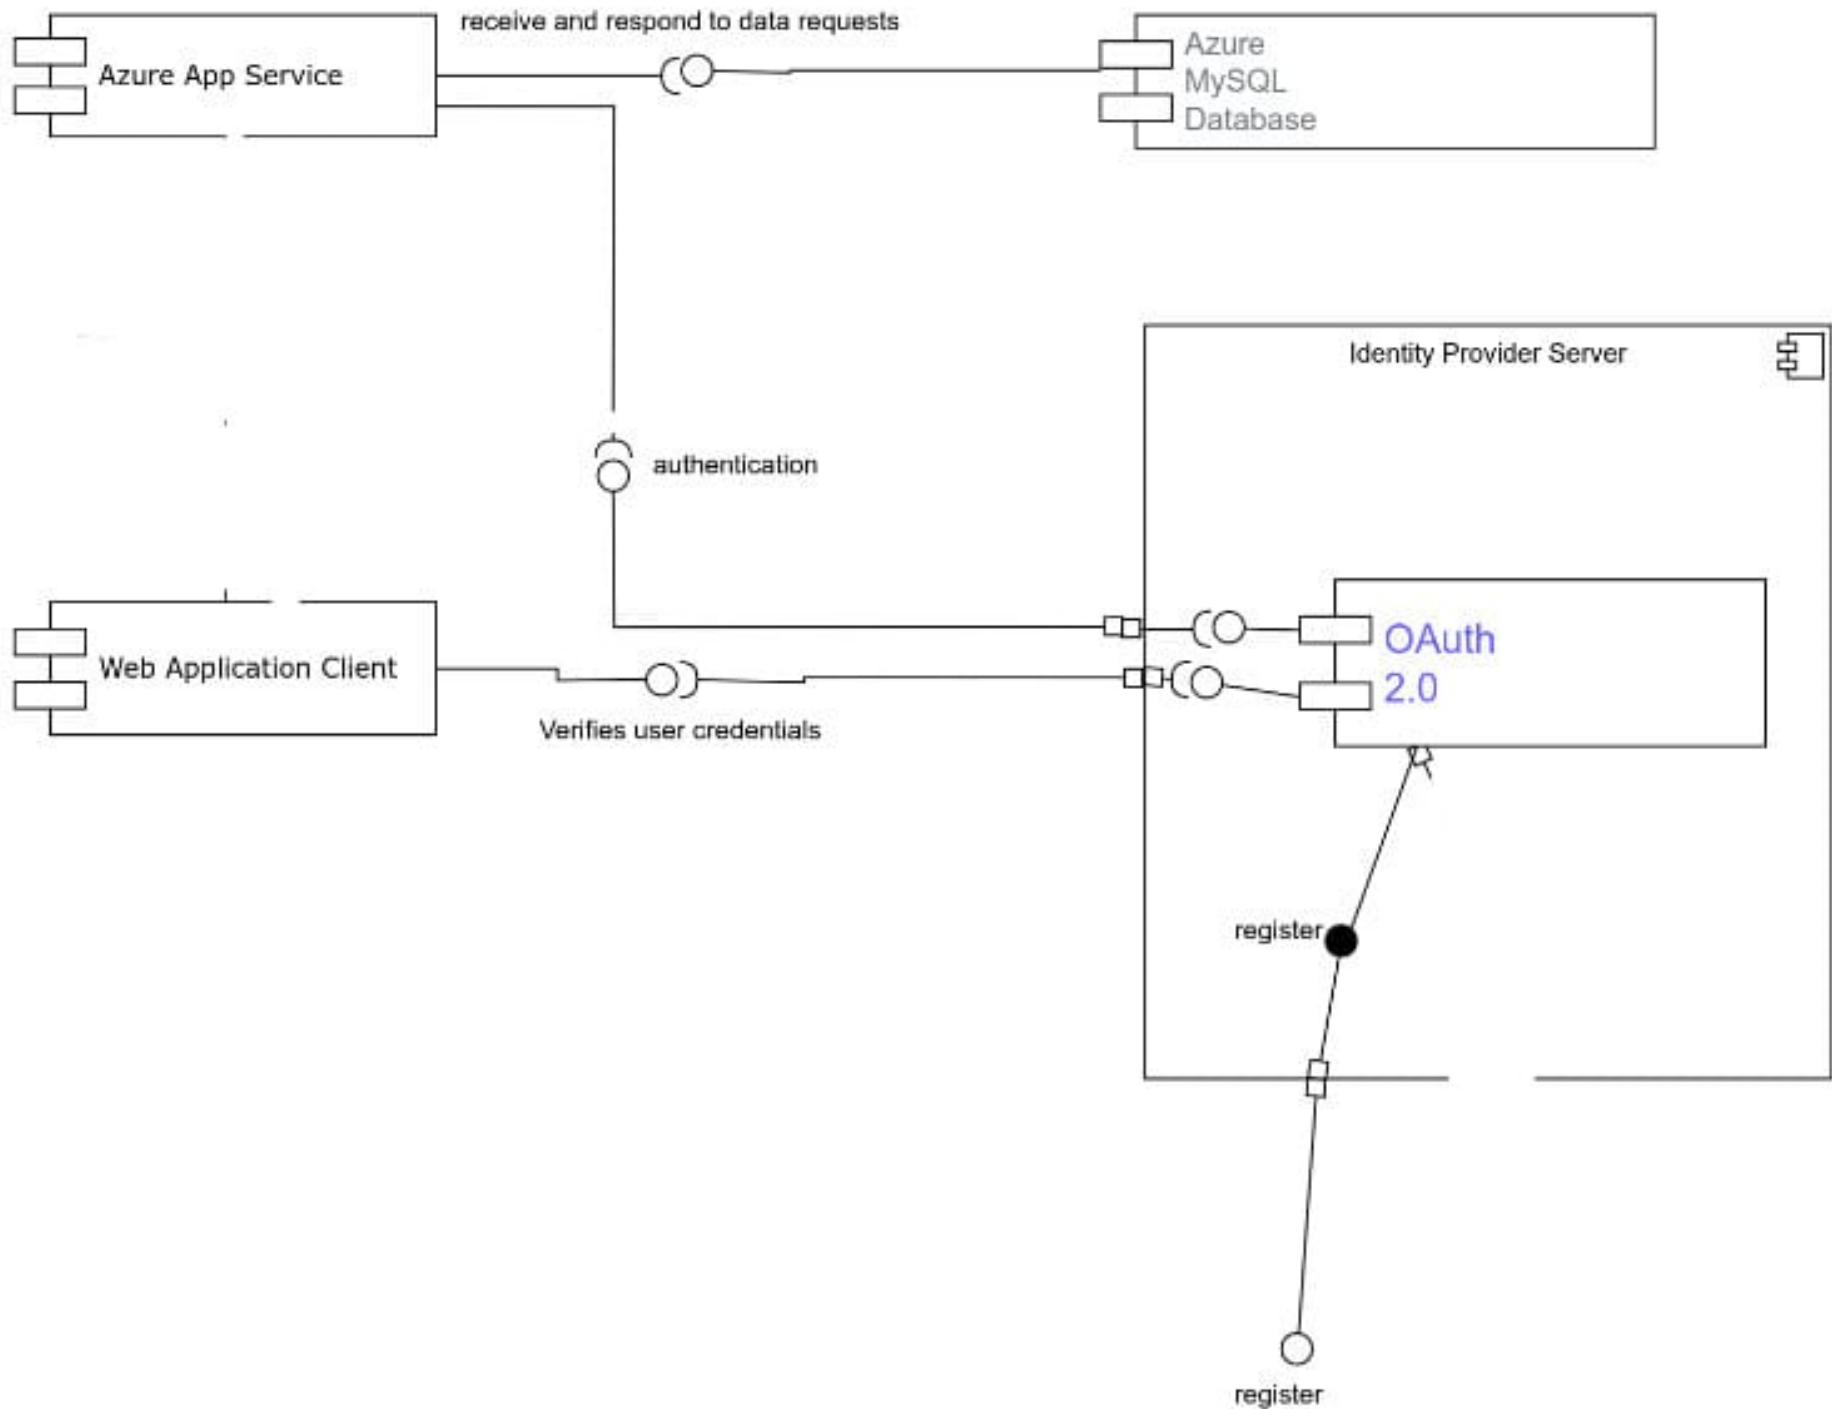 receive and respond to data requests
Azure App Service
Azure
MySQL
Database
Identity Provider Server
authentication
OAuth
2.0
Web Application Client
Verifies user credentials
register
register